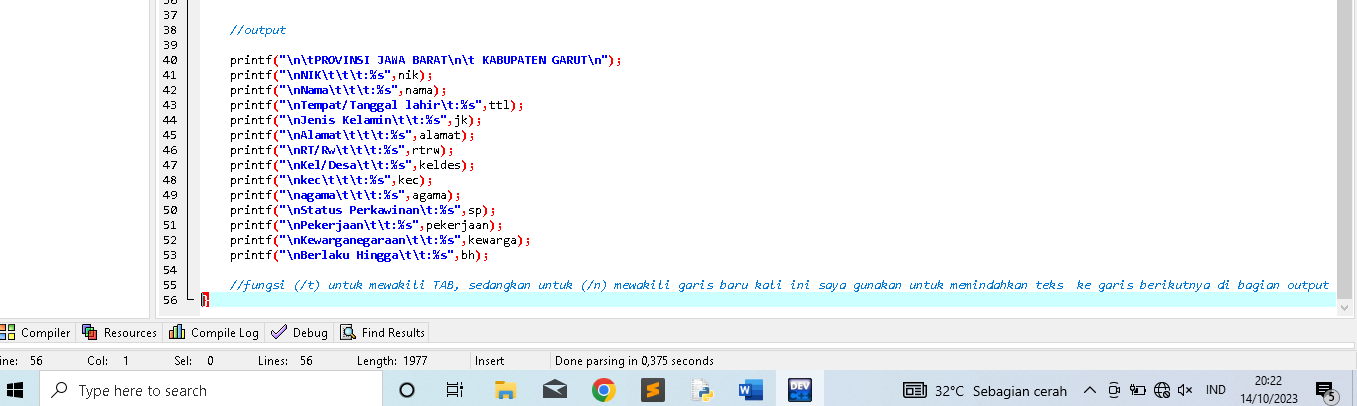 37
38 //output
39
40 printf("\n\tPROVINSI JAWA BARAT\n\t KABUPATEN GARUT\n");
41 printf("\nNIK\t\t\t:%s",nik);
42 printf("\nNama\t\t\t:%s",nama);
43 printf("\nTempat/Tanggal lahir\t:%s",ttl);
44 printf("\nJenis Kelamin\t\t:%s",jk);
45 printf("\nAlamat\t\t\t:%s",alamat);
46 printf("\nRT/Rw\t\t\t:%s",rtrw);
47 printf("\nKel/Desa\t\t:%s",keldes);
48 printf("\nkec\t\t\t:%s",kec);
49 printf("\nagama\t\t\t:%s",agama);
50 printf("\nStatus Perkawinan\t:%s",sp);
51 printf("\nPekerjaan\t\t:%s",pekerjaan);
52 printf("\nKewarganegaraan\t\t:%s",kewarga);
53 printf("\nBerlaku Hingga\t\t:%s",bh);
54
55 //fungsi (/t) untuk mewakili TAB, sedangkan untuk (/n) mewakili garis baru kali ini saya gunakan untuk memindahkan teks  ke garis berikutnya di bagian output
56 }
Compiler Resources Compile Log Debug Find Results
ine: 56 Col: 1 Sel: 0 Lines: 56 Length: 1977 Insert Done parsing in 0,375 seconds
Type here to search W DEV 32°C Sebagian cerah IND 20:22
14/10/2023 5